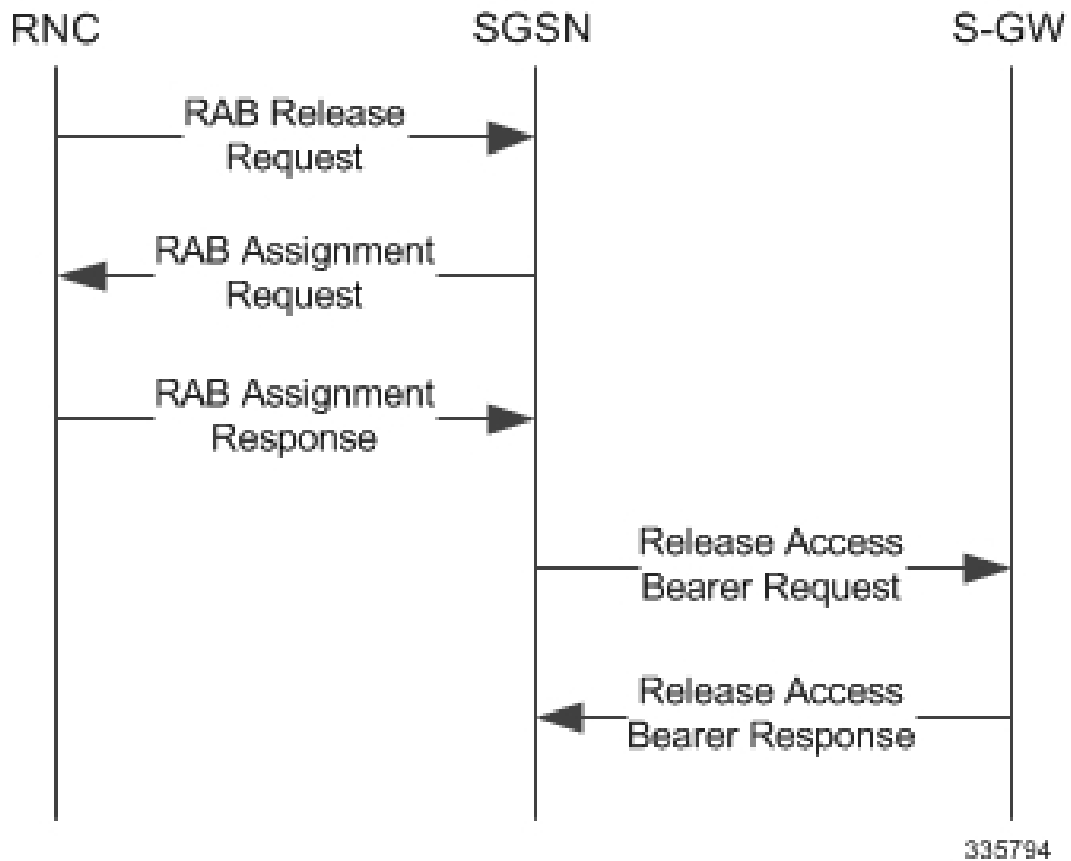 RNC SGSN S-GW
RAB Release
Request
RAB Assignment
Request
RAB Assignment
Response
Release Access
Bearer Request
Release Access
Bearer Response
335794